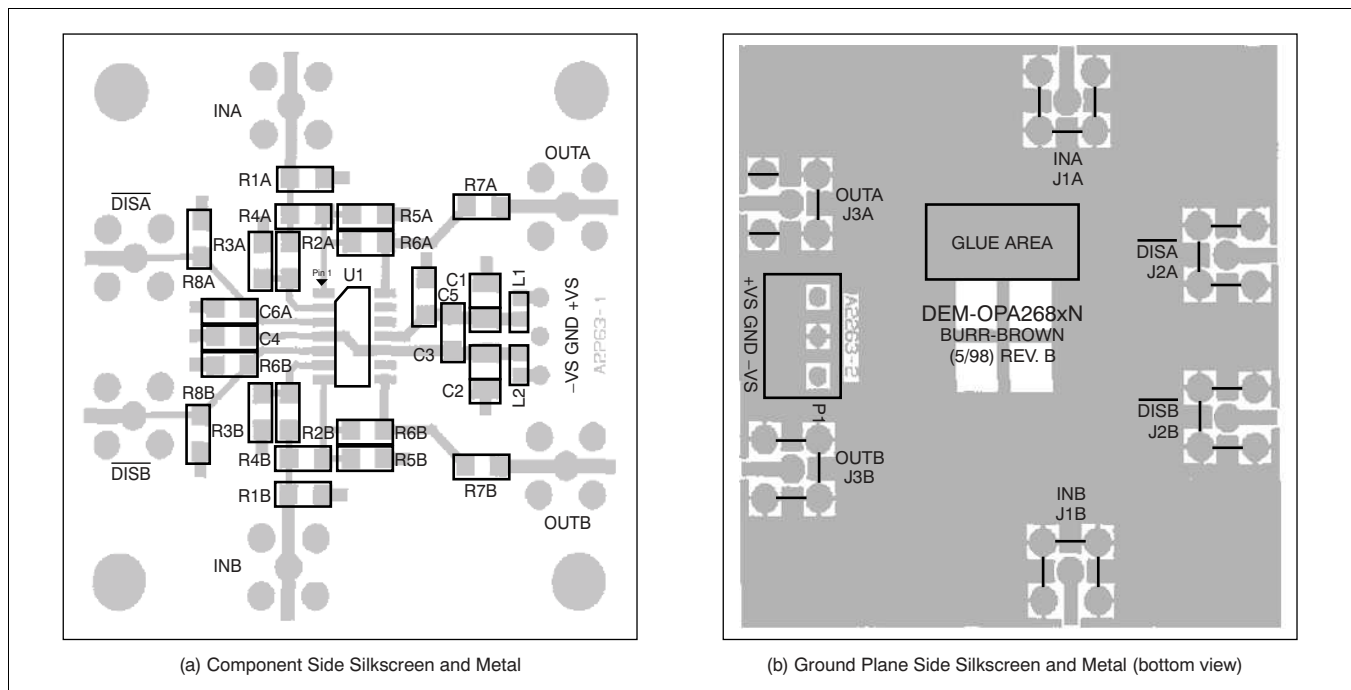 INA
OUTA
R1A
R7A
DISA
R4A
R5A
R3A
R2A
R6A
R8A
Pin 1
U1
C1
L1
C5
C6A
C4
R6B
C3
C2
L2
−VS GND +VS
A2263-1
R8B
R3B
R2B
R6B
R4B
R5B
DISB
R1B
R7B
OUTB
INB
(a) Component Side Silkscreen and Metal
INA
J1A
OUTA
J3A
GLUE AREA
DISA
J2A
+VS GND −VS
A2263-2
DEM-OPA268xN
BURR-BROWN
(5/98) REV. B
P1
DISB
J2B
OUTB
J3B
INB
J1B
(b) Ground Plane Side Silkscreen and Metal (bottom view)